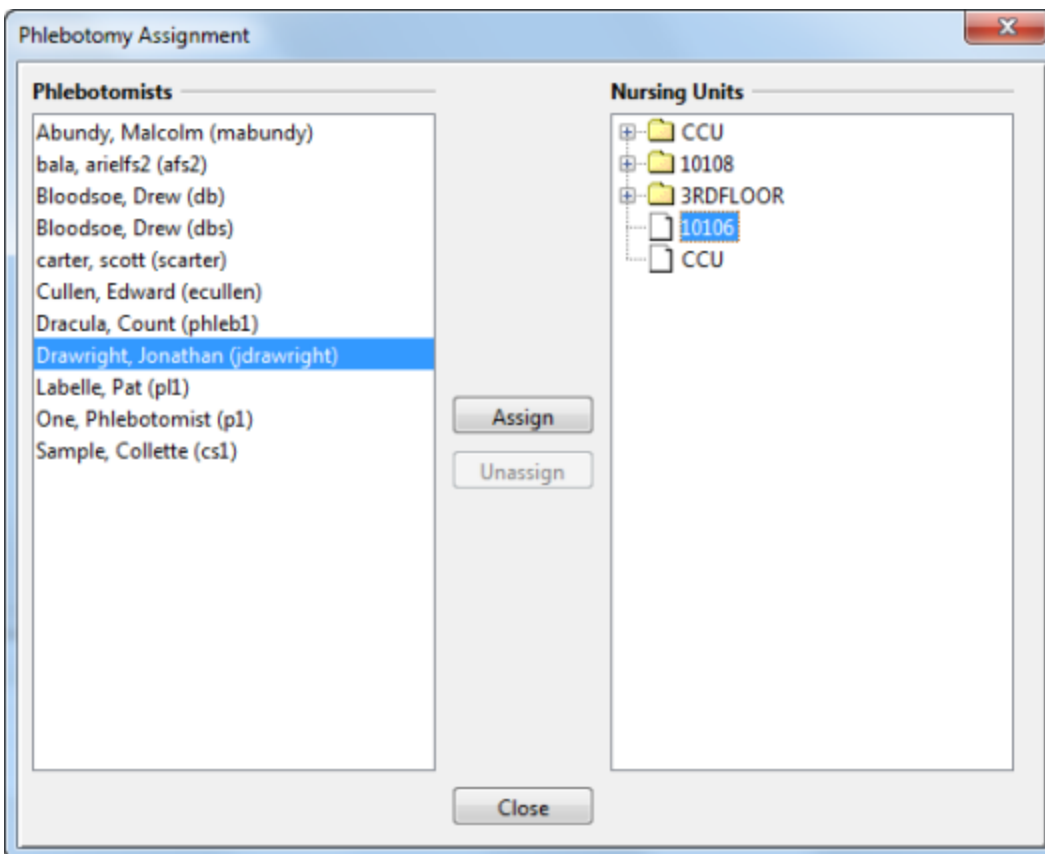 Phlebotomy Assignment
Phlebotomists
Abundy, Malcolm (mabundy)
bala, arielfs2 (afs2)
Bloodsoe, Drew (db)
Bloodsoe, Drew (dbs)
carter, scott (scarter)
Cullen, Edward (ecullen)
Dracula, Count (phleb1)
Drawright, Jonathan (jdrawright)
Labelle, Pat (pl1)
One, Phlebotomist (p1)
Sample, Collette (cs1)
Assign
Unassign
Nursing Units
CCU
10108
3RDFLOOR
10106
CCU
Close